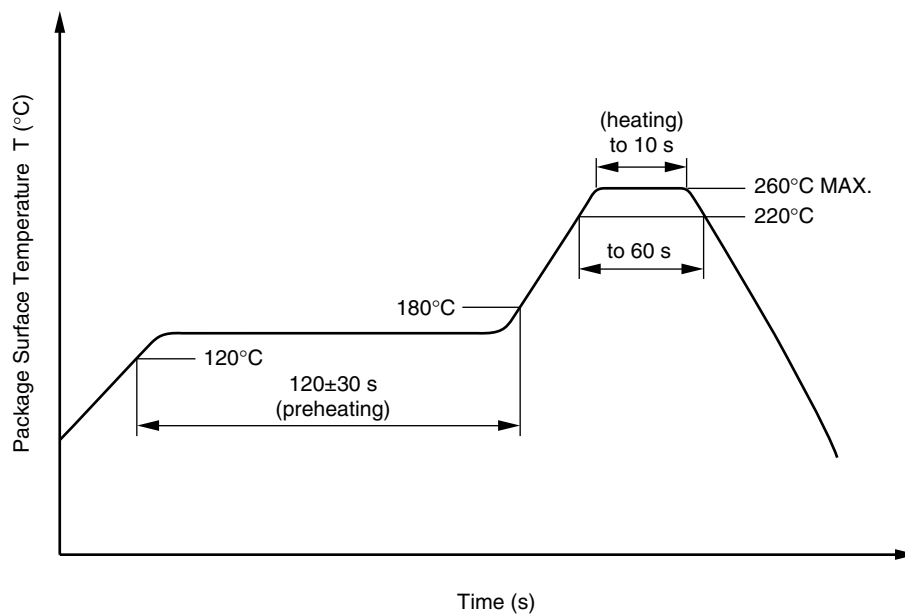 Package Surface Temperature T (°C)
(heating)
to 10 s
260°C MAX.
220°C
to 60 s
180°C
120°C
120±30 s
(preheating)
Time (s)